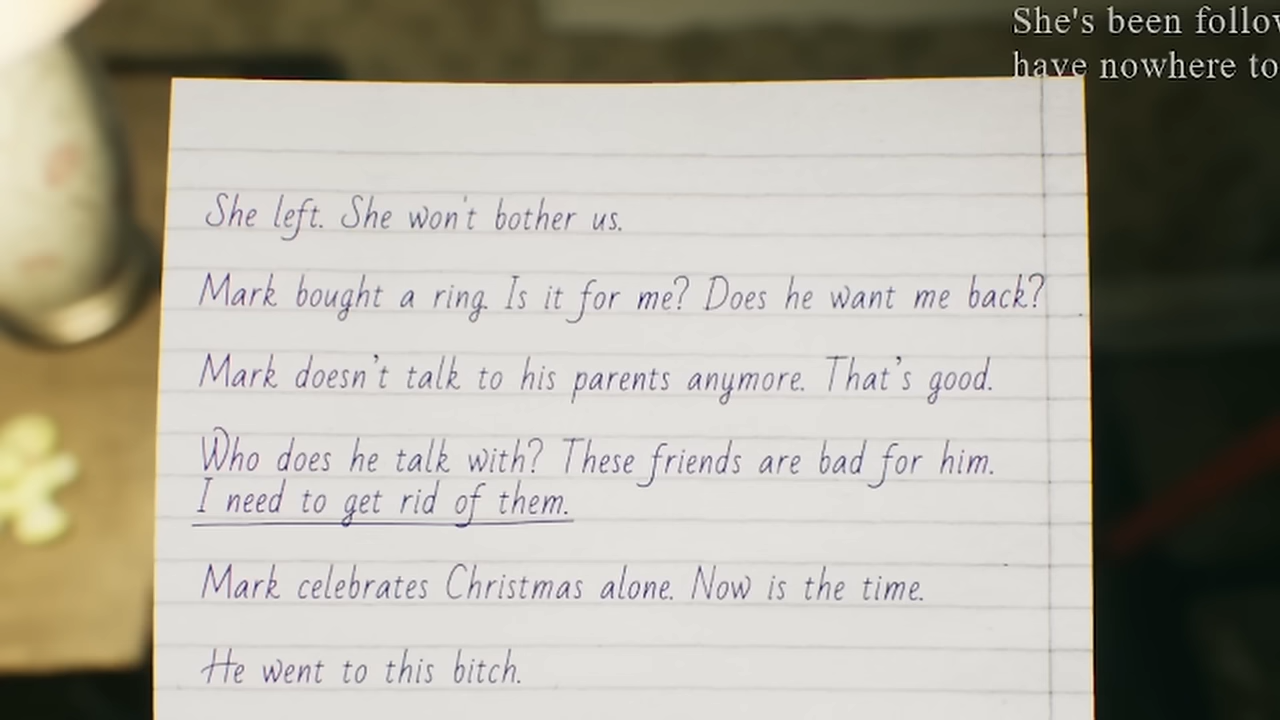 She's been follow
have nowhere to
She left. She won't bother us.
Mark bought a ring. Is it for me? Does he want me back?
Mark doesn't talk to his parents anymore. That's good.
Who does he talk with? These friends are bad for him.
I need to get rid of them.
Mark celebrates Christmas alone. Now is the time.
He went to this bitch.